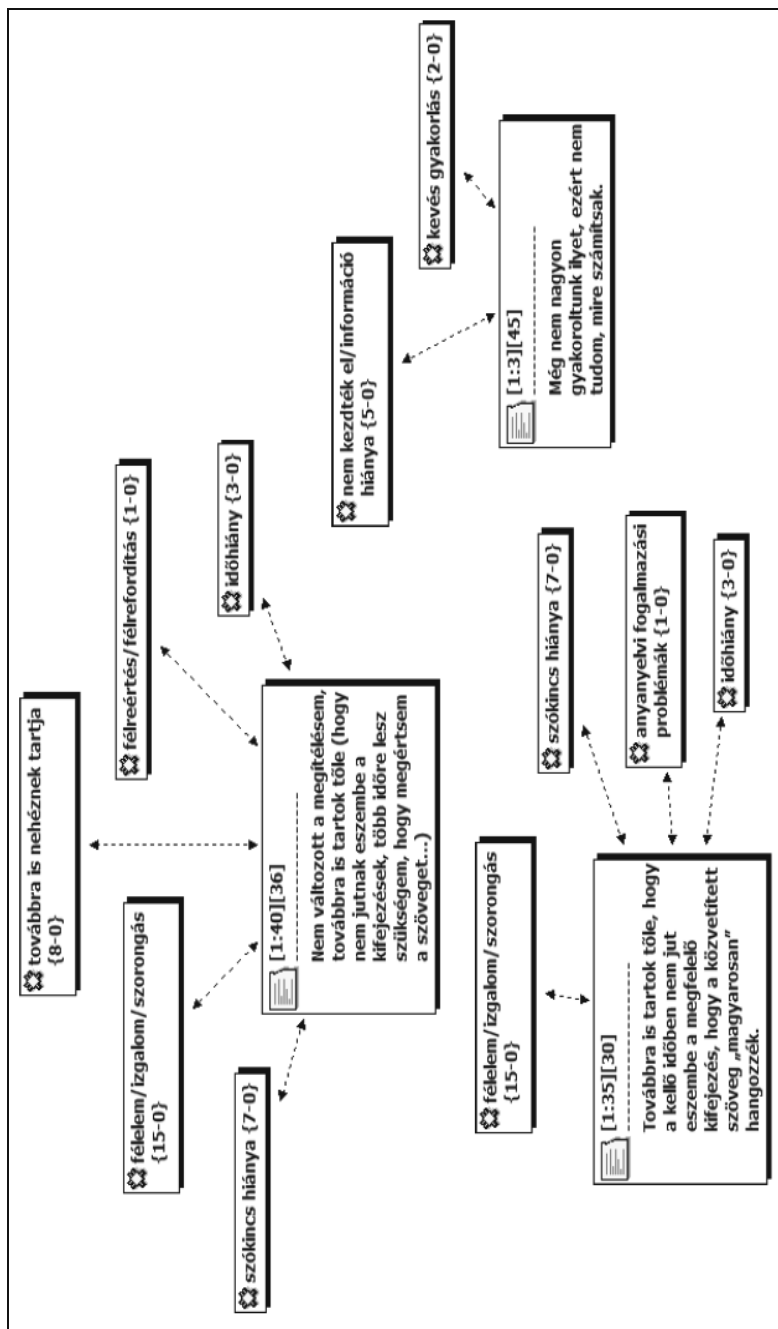 továbbra is nehéznek tartja
{8-0}
félelem/izgalom/szorongás
{15-0}
félreértés/félrefordítás {1-0}
szókincs hiánya {7-0}
időhiány {3-0}
[1:40][36]
Nem változott a megítélésem,
továbbra is tartok tőle (hogy
nem jutnak eszembe a
kifejezések, több időre lesz
szükségem, hogy megértsem
a szöveget...)
nem kezdték el/információ
hiánya {5-0}
kevés gyakorlás {2-0}
[1:3][45]
Még nem nagyon
gyakoroltunk ilyet, ezért nem
tudom, mire számítsak.
félelem/izgalom/szorongás
{15-0}
szókincs hiánya {7-0}
anyanyelvi fogalmazási
problémák {1-0}
időhiány {3-0}
[1:35][30]
Továbbra is tartok tőle, hogy
a kellő időben nem jut
eszembe a megfelelő
kifejezés, hogy a közvetített
szöveg „magyarosan”
hangozzék.